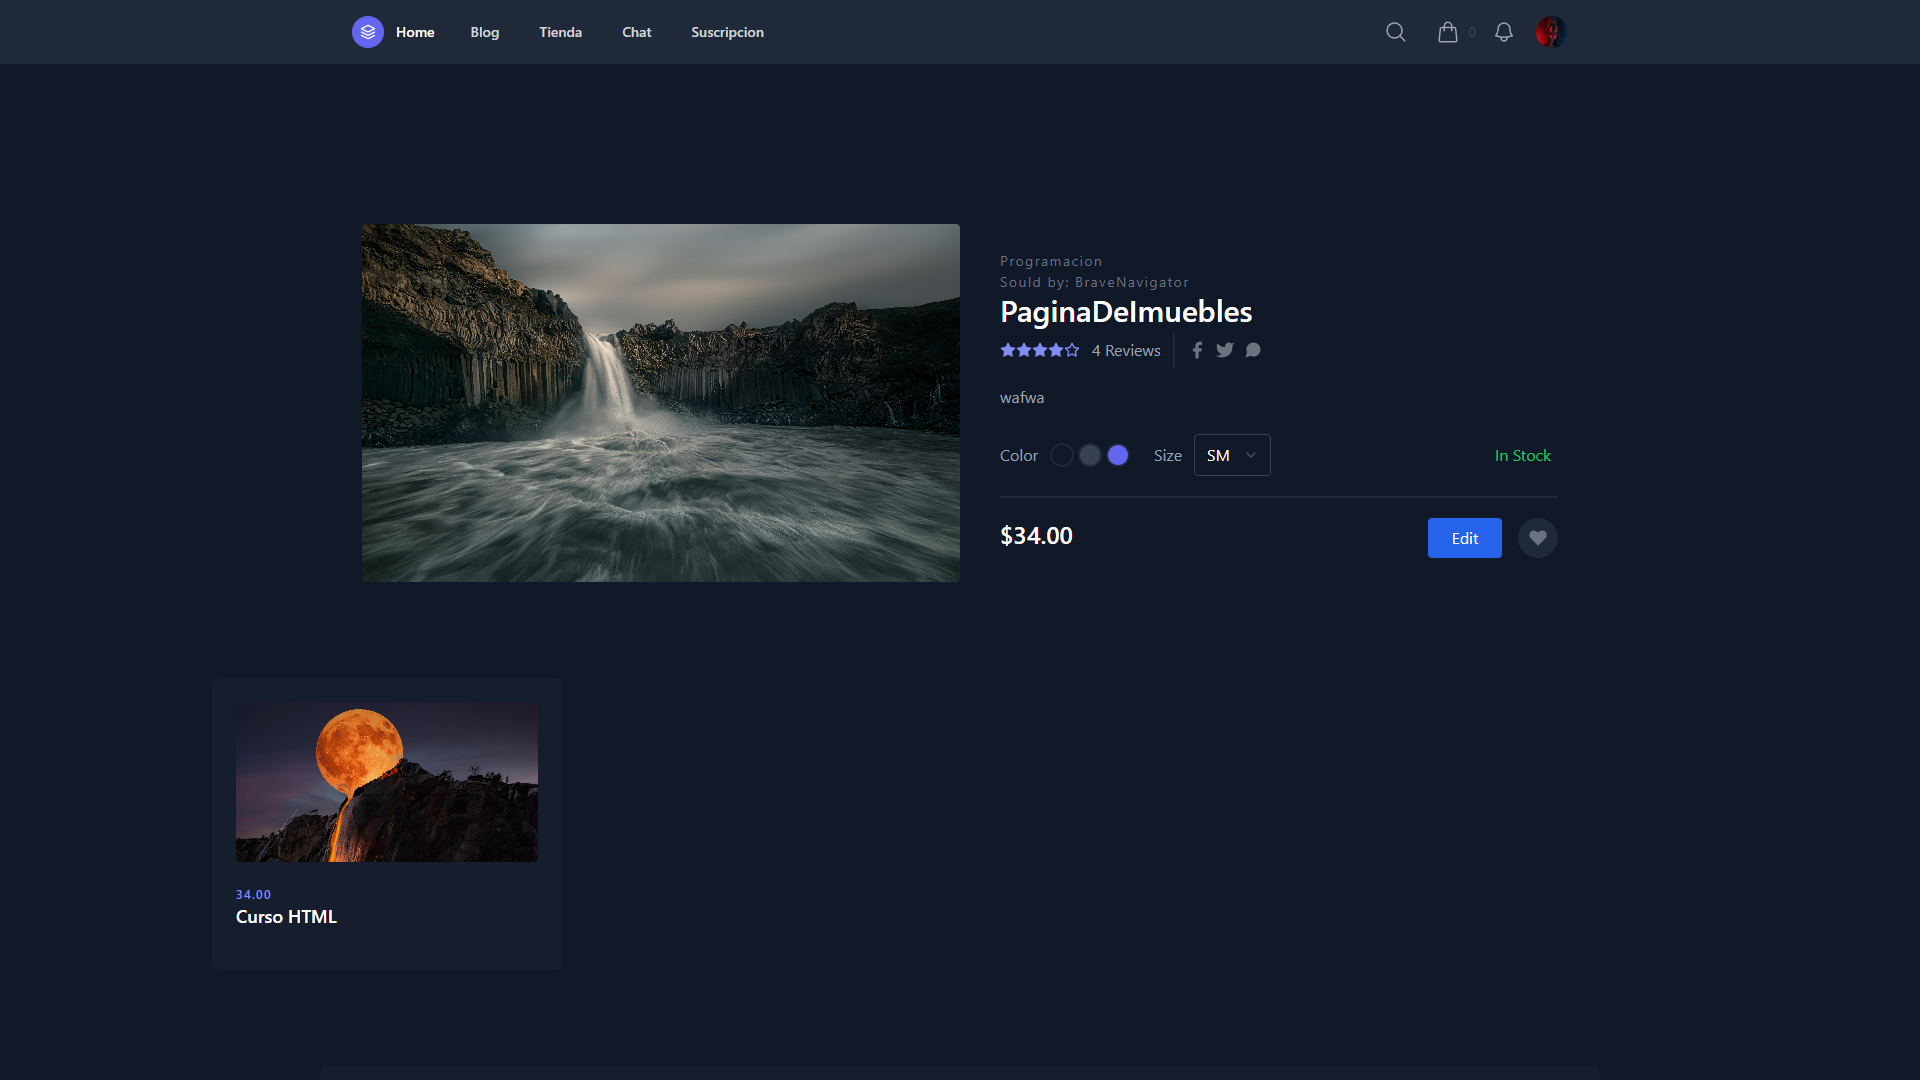 Home Blog Tienda Chat Suscripcion 0
Programacion
Sould by: BraveNavigator
PaginaDeImuebles
4 Reviews
wafwa
Color Size SM In Stock
$34.00 Edit
34.00
Curso HTML